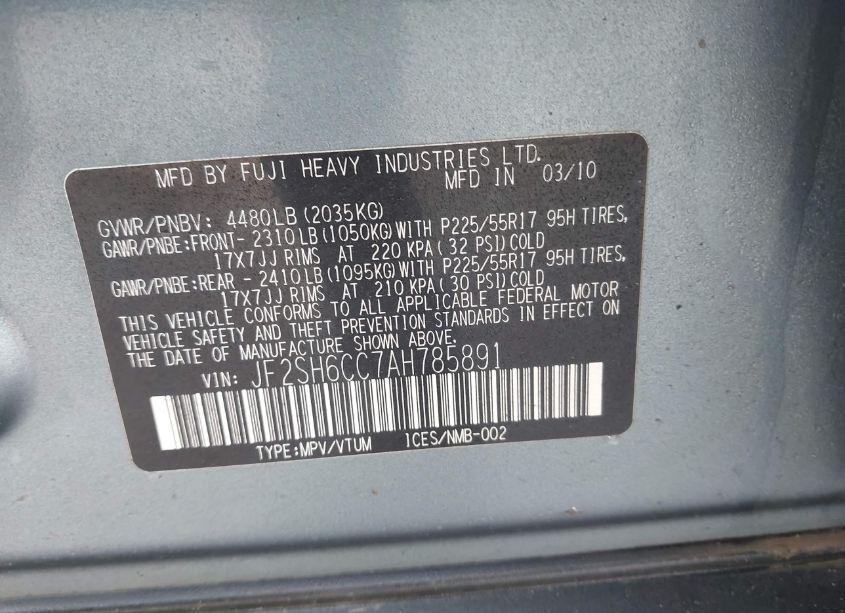 MFD BY FUJI HEAVY INDUSTRIES LTD.
MFD IN 03/10
GVWR/PNBV: 4480LB (2035KG)
GAWR/PNBE:FRONT- 2310LB (1050KG) WITH P225/55R17 95H TIRES,
17X7JJ RIMS AT 220 KPA (32 PSI) COLD
GAWR/PNBE:REAR - 2410LB (1095KG) WITH P225/55R17 95H TIRES,
17X7JJ RIMS AT 210 KPA (30 PSI) COLD
THIS VEHICLE CONFORMS TO ALL APPLICABLE FEDERAL MOTOR
VEHICLE SAFETY AND THEFT PREVENTION STANDARDS IN EFFECT ON
THE DATE OF MANUFACTURE SHOWN ABOVE.
VIN: JF2SH6CC7AH785891
TYPE:MPV/VTUM ICES/NMB-002